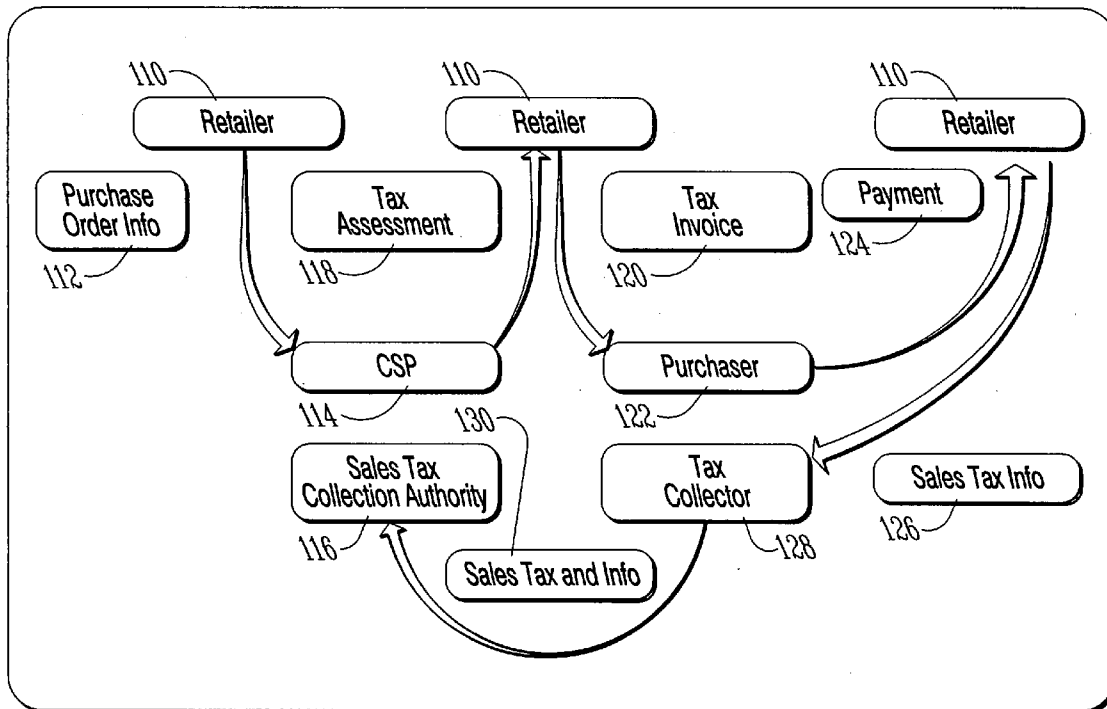 110
110
110
Retailer
Retailer
Retailer
Purchase
Order Info
112
Tax
Assessment
118
Tax
Invoice
120
Payment
124
CSP
114
Purchaser
122
130
Sales Tax
Collection Authority
116
Tax
Collector
128
Sales Tax Info
126
Sales Tax and Info